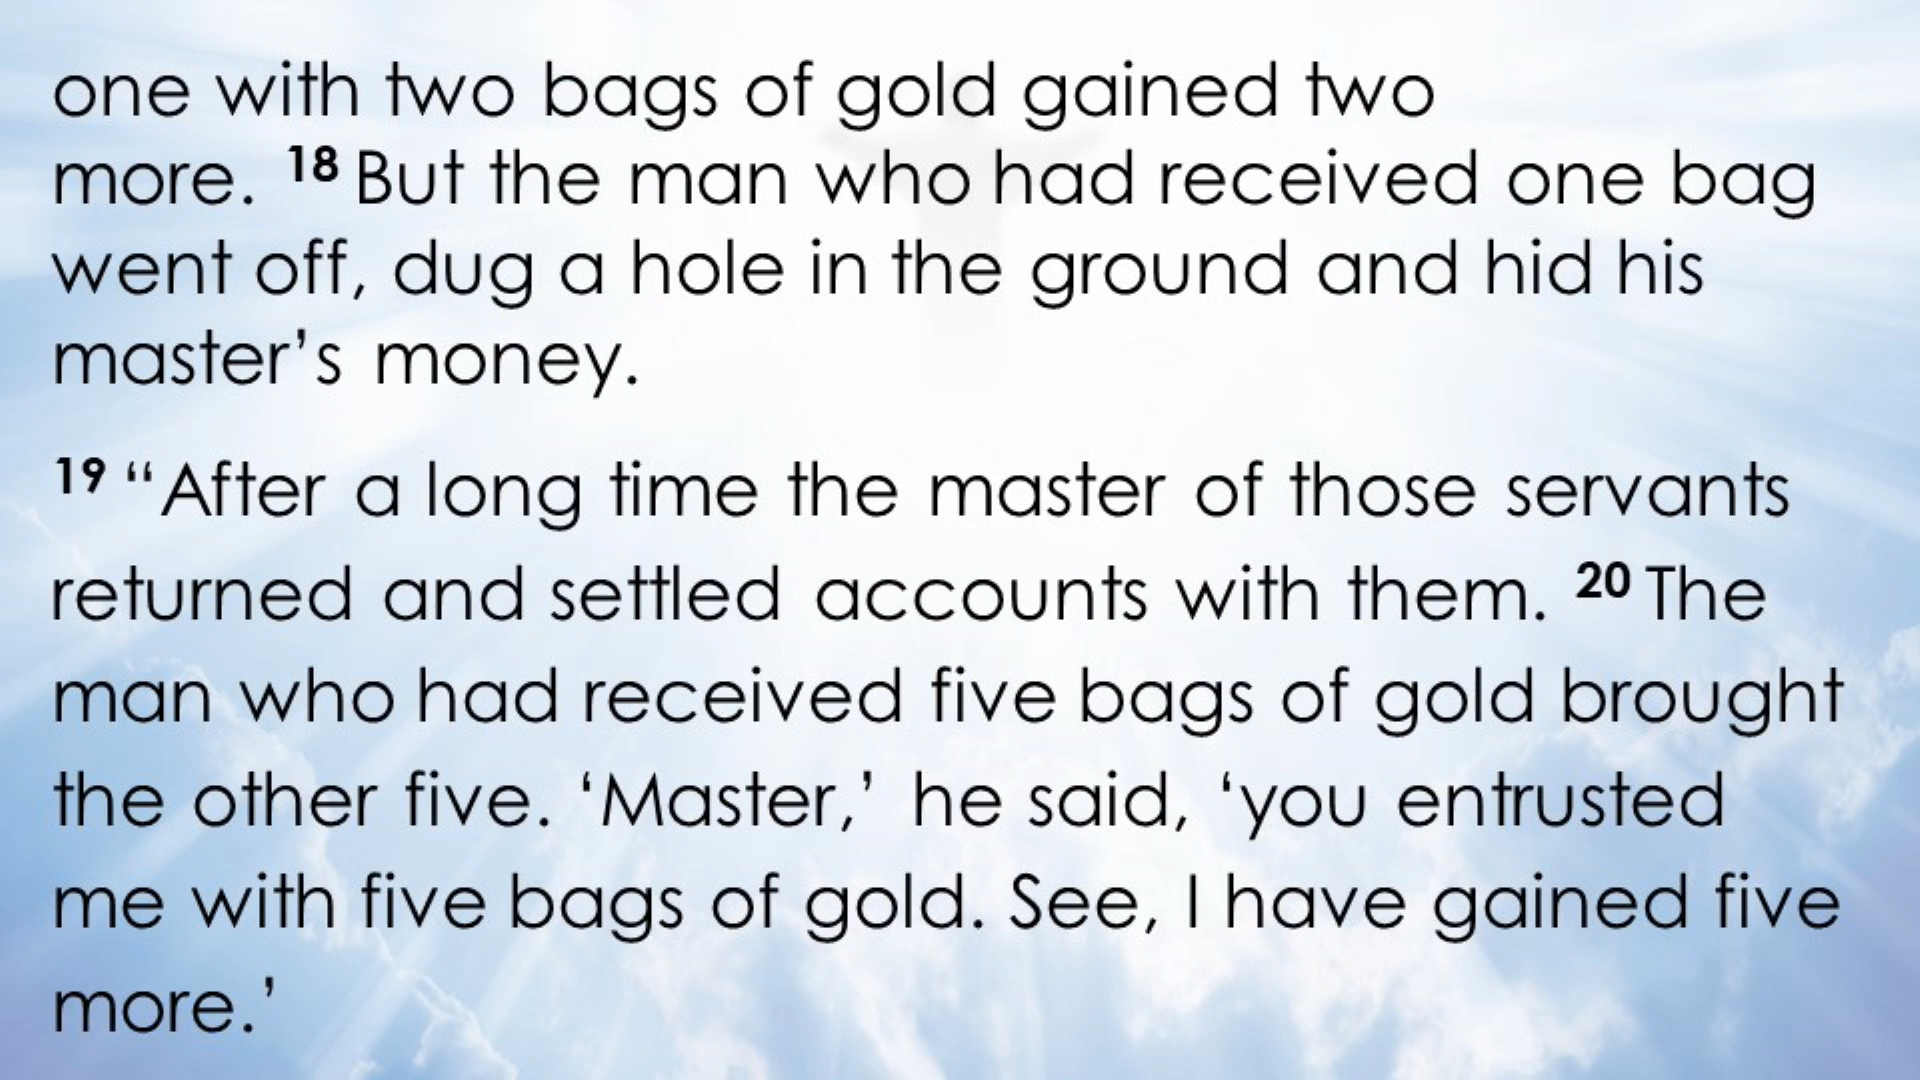 one with two bags of gold gained two
more. 18 But the man who had received one bag
went off, dug a hole in the ground and hid his
master’s money.
19 “After a long time the master of those servants
returned and settled accounts with them. 20 The
man who had received five bags of gold brought
the other five. ‘Master,’ he said, ‘you entrusted
me with five bags of gold. See, I have gained five
more.’